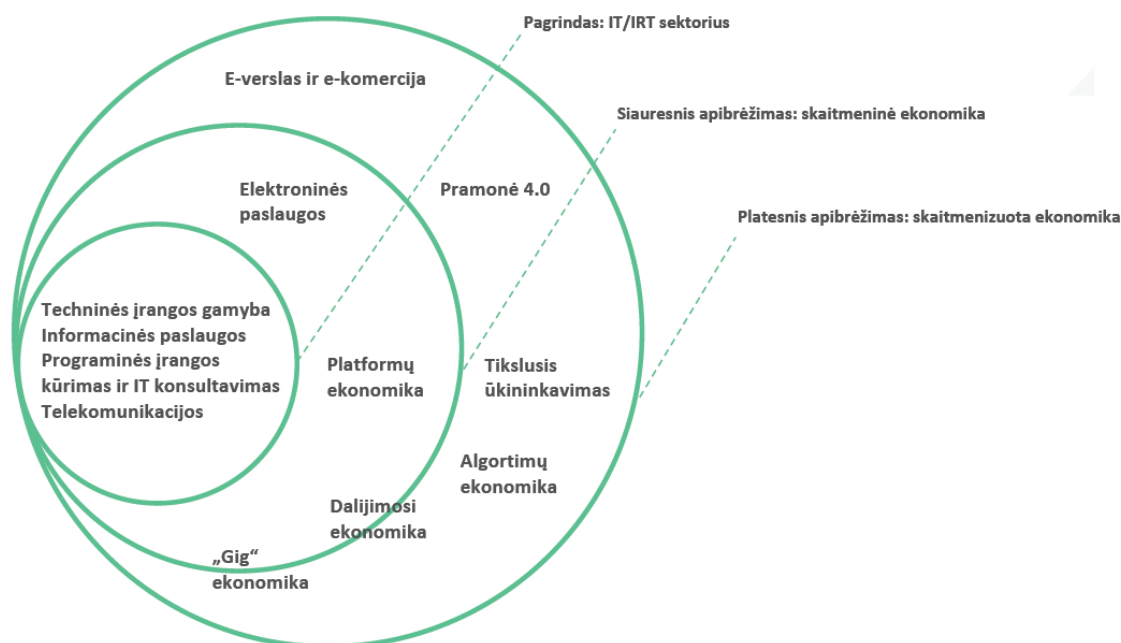 Pagrindas: IT/IRT sektorius
E-verslas ir e-komercija
Siauresnis apibrėžimas: skaitmeninė ekonomika
Elektroninės
paslaugos
Pramonė 4.0
Platesnis apibrėžimas: skaitmenizuota ekonomika
Techninės įrangos gamyba
Informacinės paslaugos
Programinės įrangos
kūrimas ir IT konsultavimas
Telekomunikacijos
Platformų
ekonomika
Tikslusis
ūkininkavimas
Algortimų
ekonomika
Dalijimosi
ekonomika
„Gig“
ekonomika